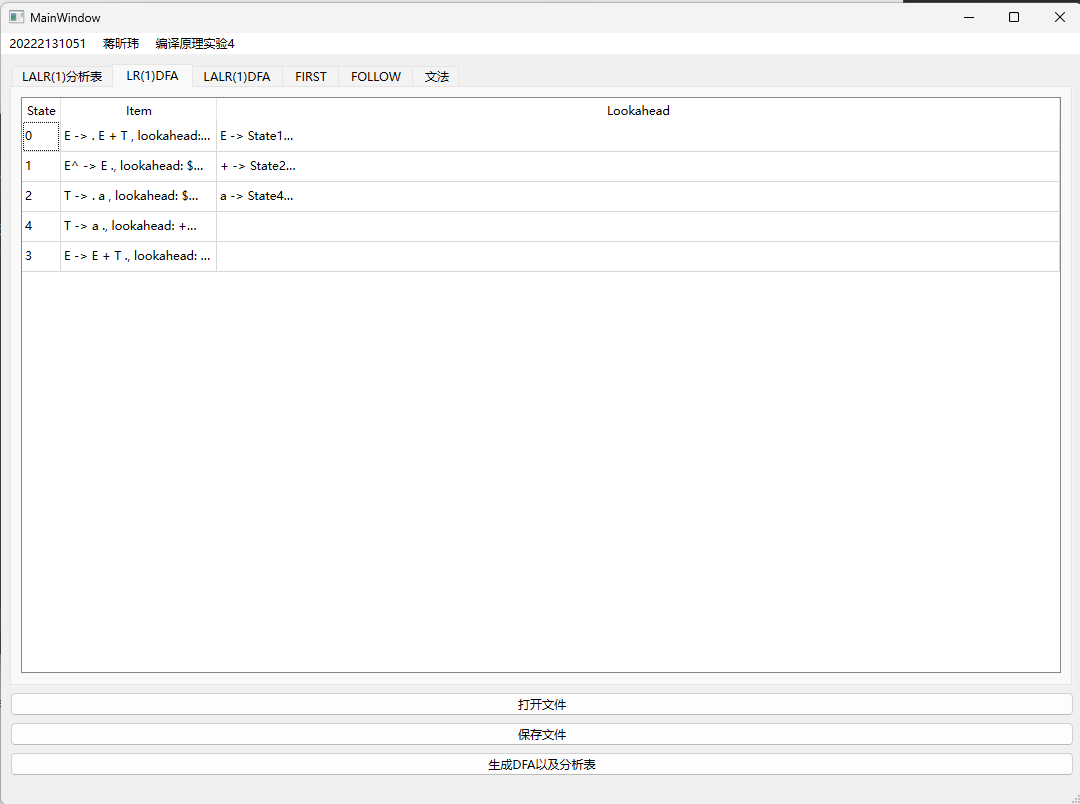 MainWindow
20222131051 蒋昕玮 编译原理实验4
LALR(1)分析表 LR(1)DFA LALR(1)DFA FIRST FOLLOW 文法
State Item Lookahead
0 E -> . E + T , lookahead:... E -> State1...
1 E^ -> E ., lookahead: $... + -> State2...
2 T -> . a , lookahead: $... a -> State4...
4 T -> a ., lookahead: +...
3 E -> E + T ., lookahead: ...
打开文件
保存文件
生成DFA以及分析表